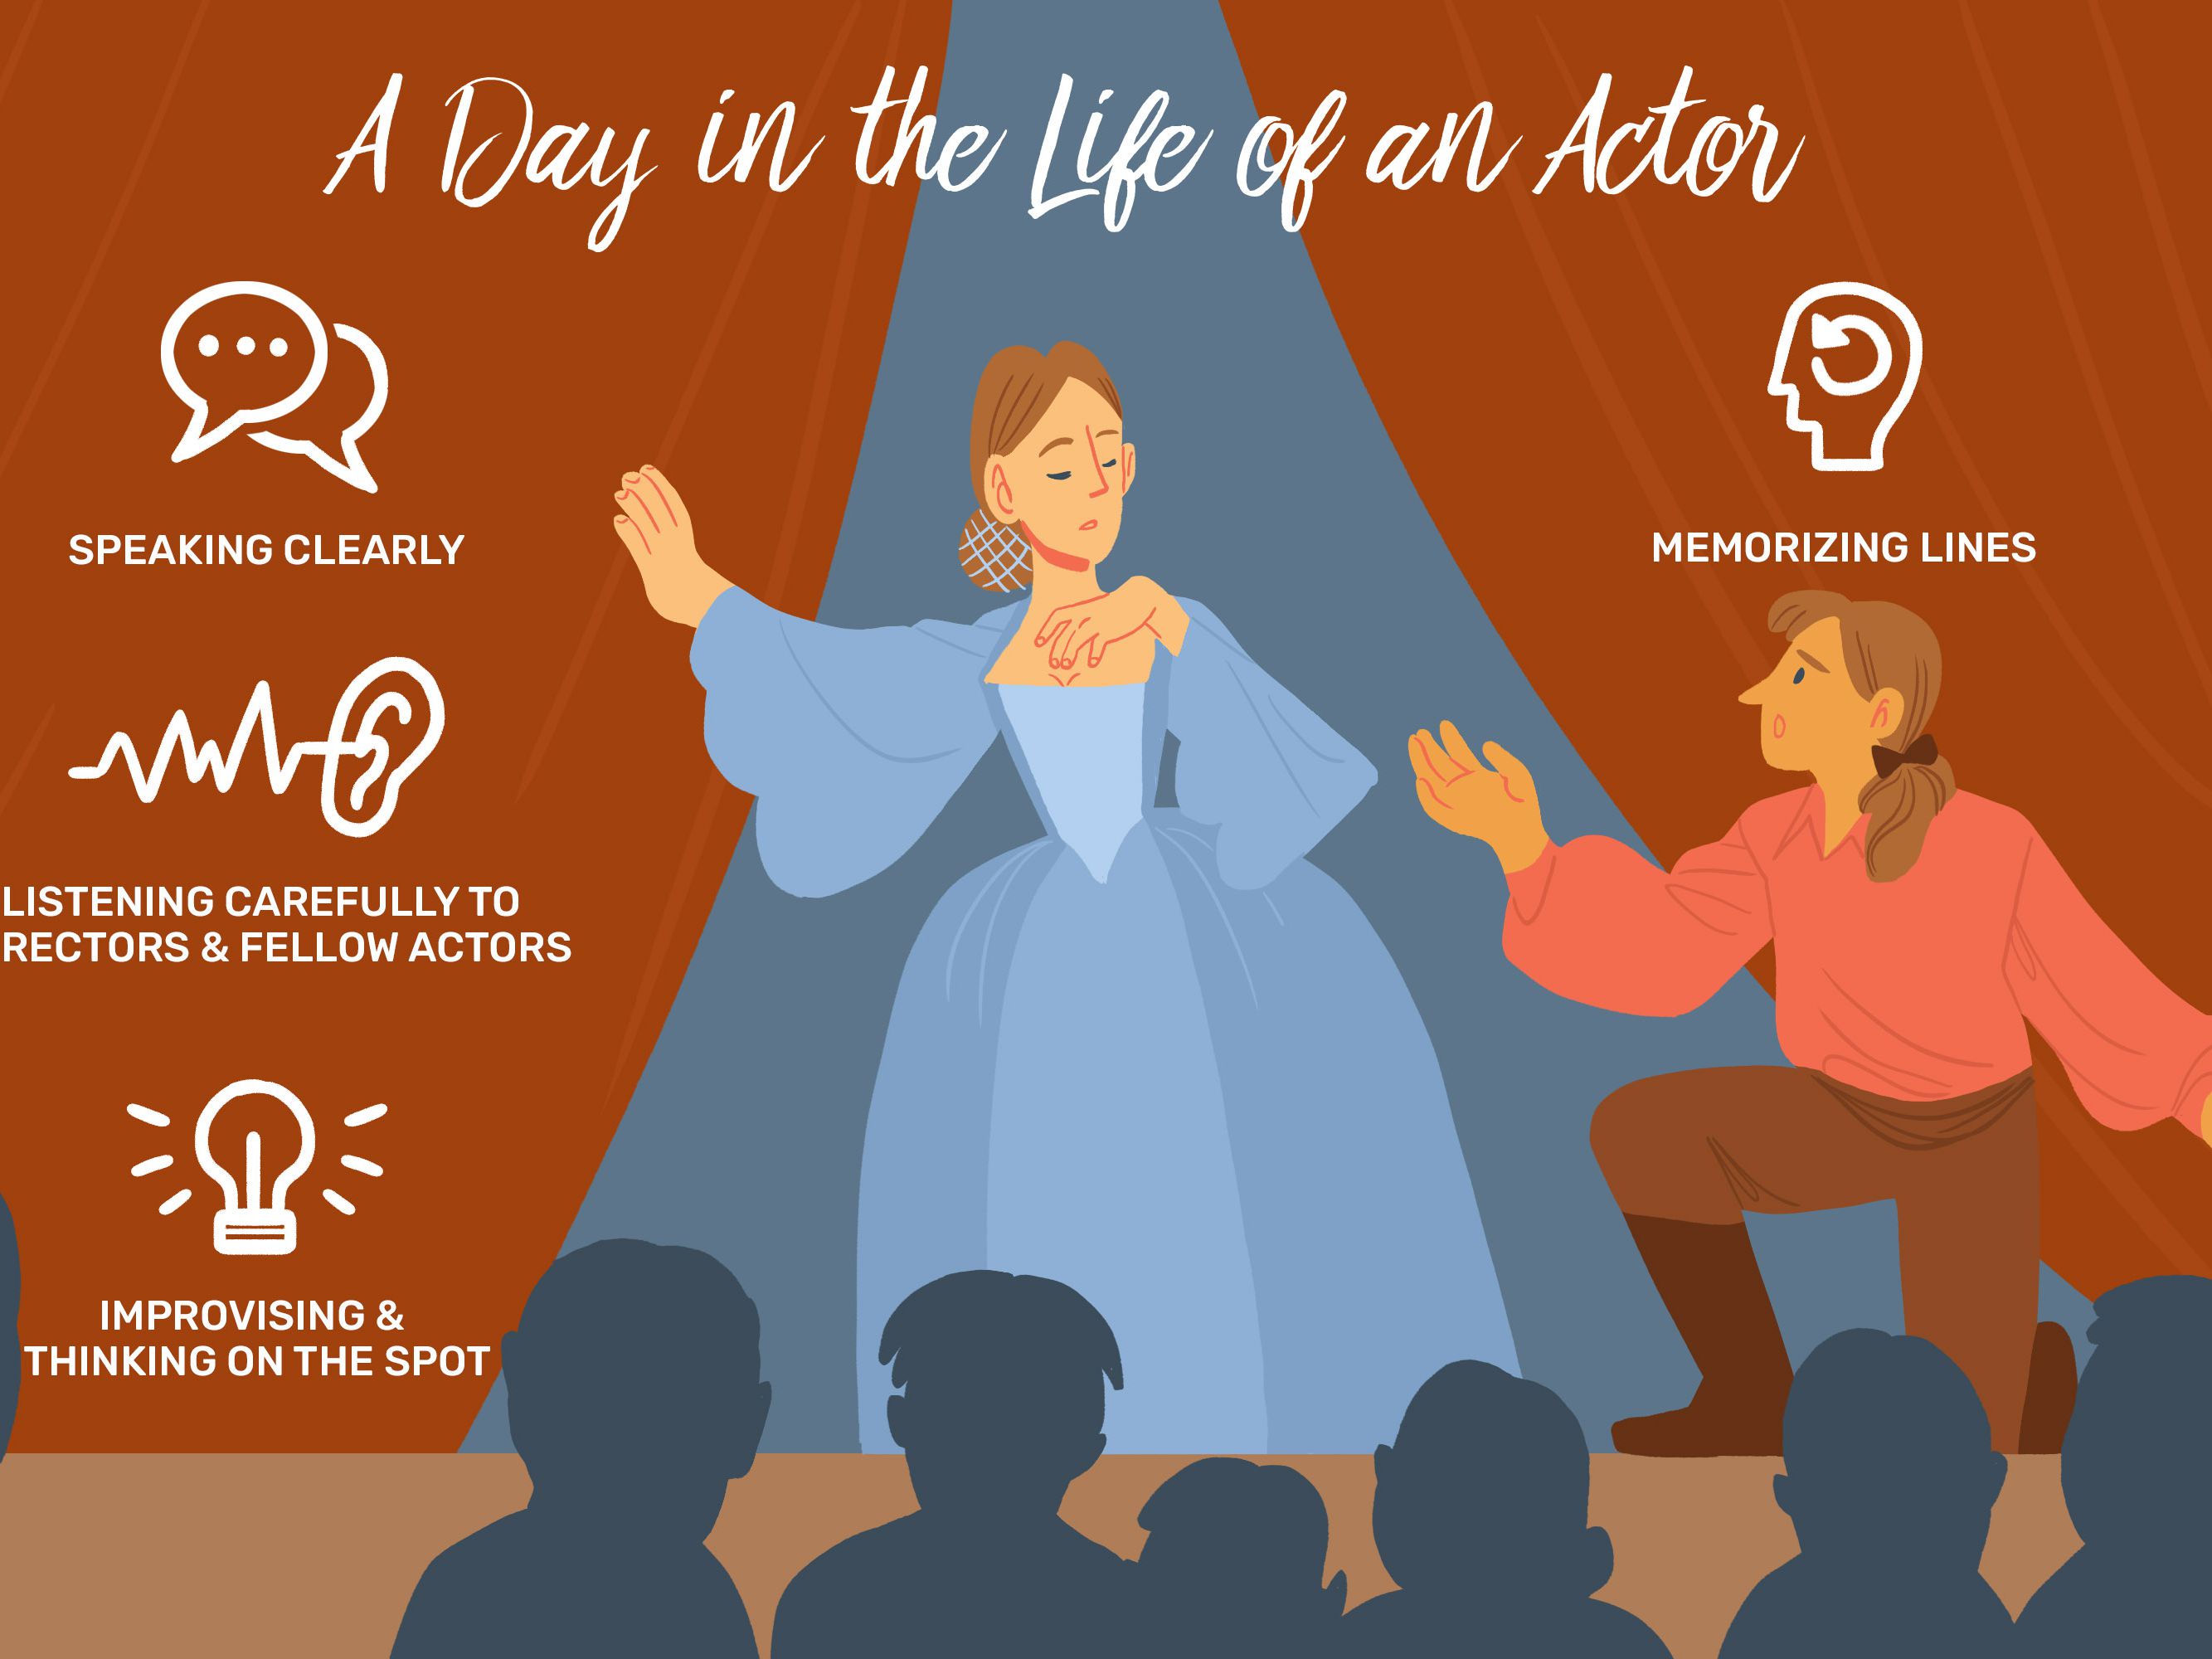 A Day in the Life of an Actor
SPEAKING CLEARLY
MEMORIZING LINES
LISTENING CAREFULLY TO
RECTORS & FELLOW ACTORS
IMPROVISING &
THINKING ON THE SPOT